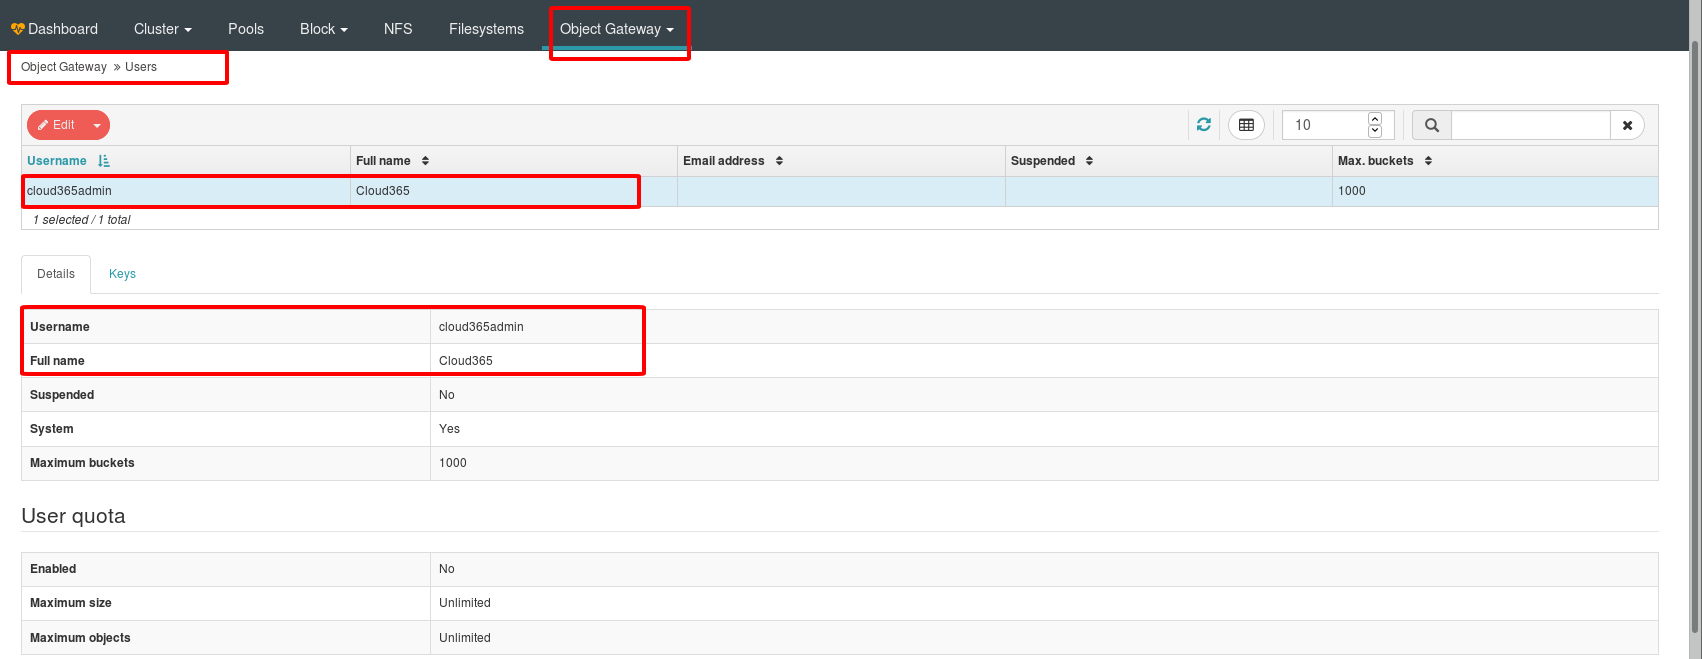 Dashboard Cluster Pools Block NFS Filesystems Object Gateway
Object Gateway » Users
Edit 10
Username Full name Email address Suspended Max. buckets
cloud365admin Cloud365 1000
1 selected / 1 total
Details Keys
Username cloud365admin
Full name Cloud365
Suspended No
System Yes
Maximum buckets 1000
User quota
Enabled No
Maximum size Unlimited
Maximum objects Unlimited